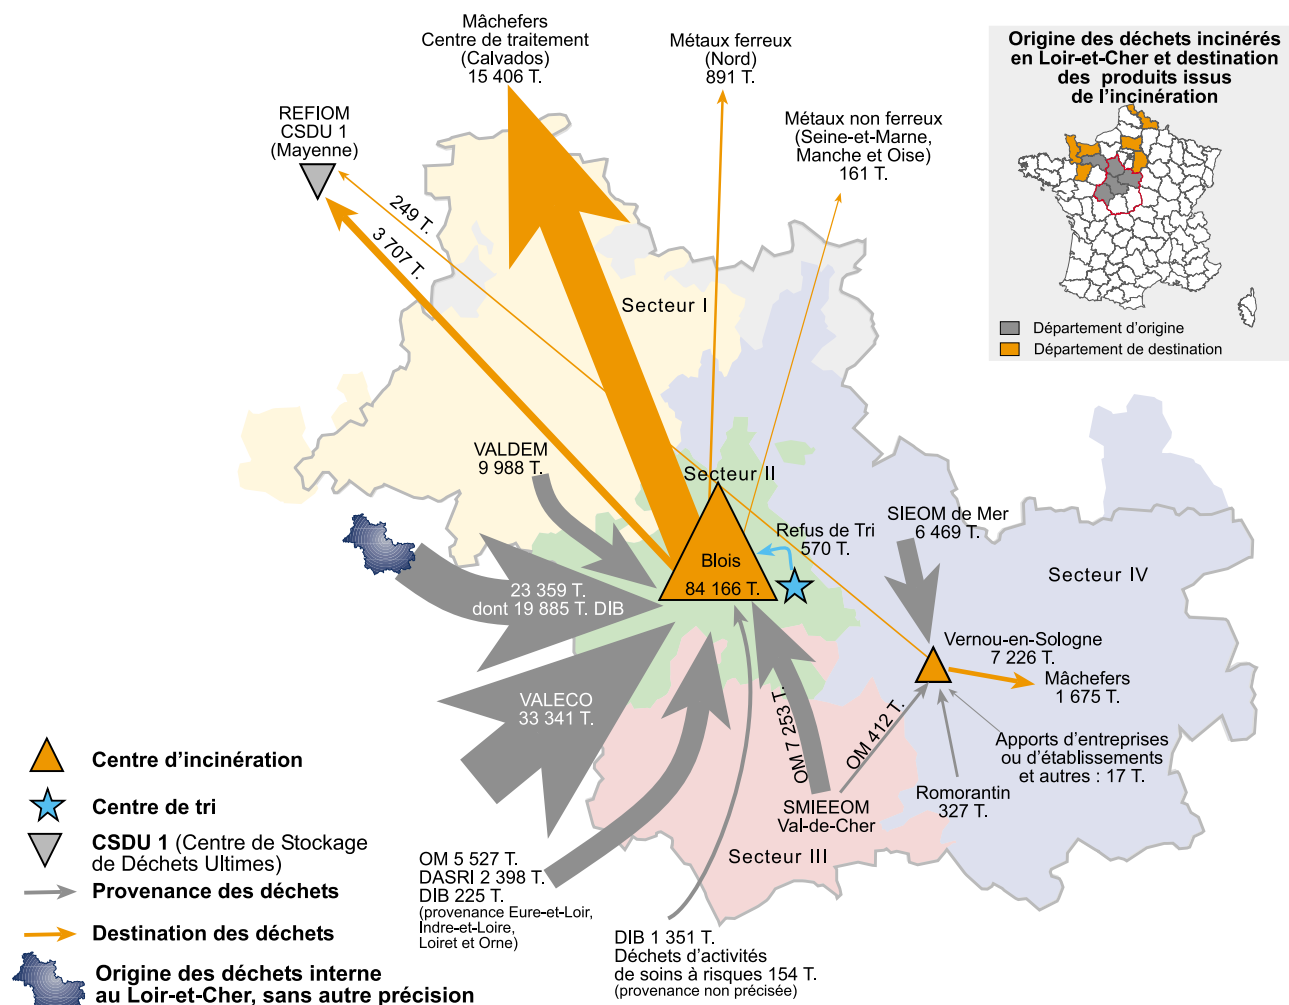 Mâchefers
Centre de traitement
(Calvados)
15 406 T.
Métaux ferreux
(Nord)
891 T.
Métaux non ferreux
(Seine-et-Marne,
Manche et Oise)
161 T.
REFIOM
CSDU 1
(Mayenne)
249 T.
3 707 T.
Origine des déchets incinérés
en Loir-et-Cher et destination
des produits issus
de l'incinération
Département d'origine
Département de destination
Secteur I
VALDEM
9 988 T.
Secteur II
Refus de Tri
570 T.
SIEOM de Mer
6 469 T.
Blois
84 166 T.
Secteur IV
23 359 T.
dont 19 885 T. DIB
Vernou-en-Sologne
7 226 T.
Mâchefers
1 675 T.
VALECO
33 341 T.
OM 7 253 T.
OM 412 T.
Apports d'entreprises
ou d'établissements
et autres : 17 T.
Romorantin
327 T.
SMIEEOM
Val-de-Cher
Secteur III
OM 5 527 T.
DASRI 2 398 T.
DIB 225 T.
(provenance Eure-et-Loir,
Indre-et-Loire,
Loiret et Orne)
DIB 1 351 T.
Déchets d'activités
de soins à risques 154 T.
(provenance non précisée)
Centre d'incinération
Centre de tri
CSDU 1 (Centre de Stockage
de Déchets Ultimes)
Provenance des déchets
Destination des déchets
Origine des déchets interne
au Loir-et-Cher, sans autre précision